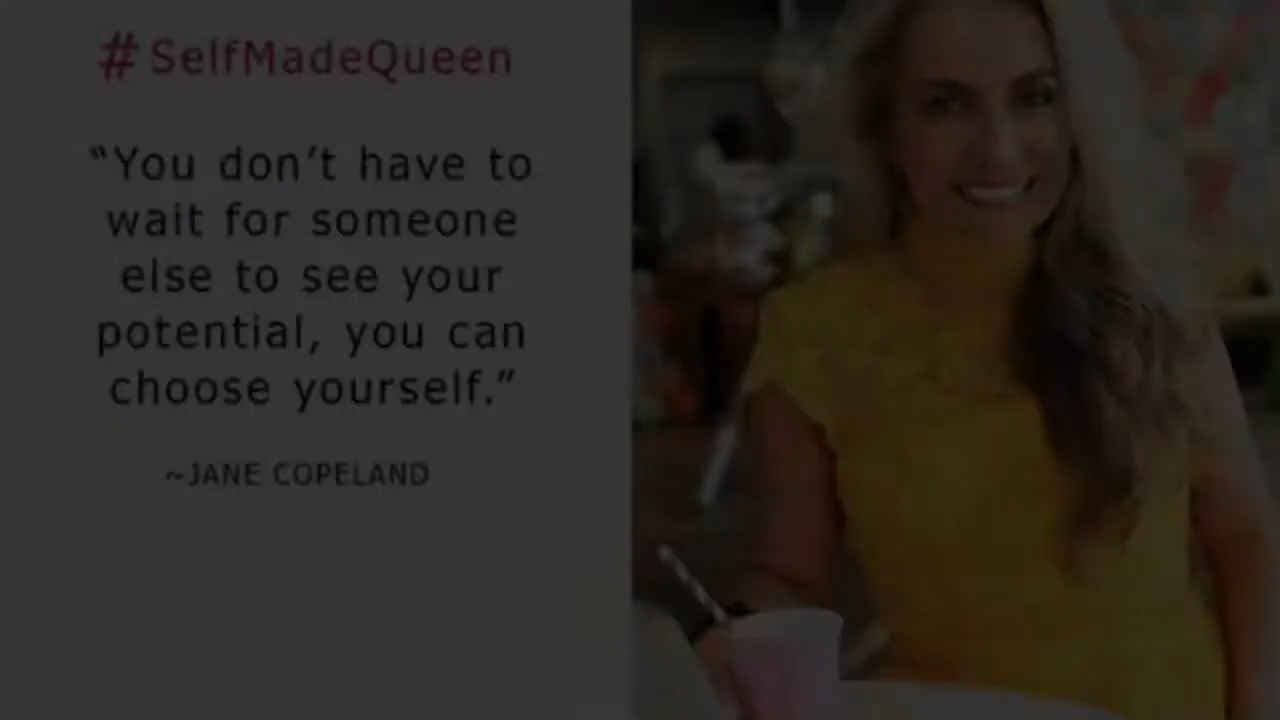 #SelfMadeQueen
“You don’t have to
wait for someone
else to see your
potential, you can
choose yourself.”
~JANE COPELAND